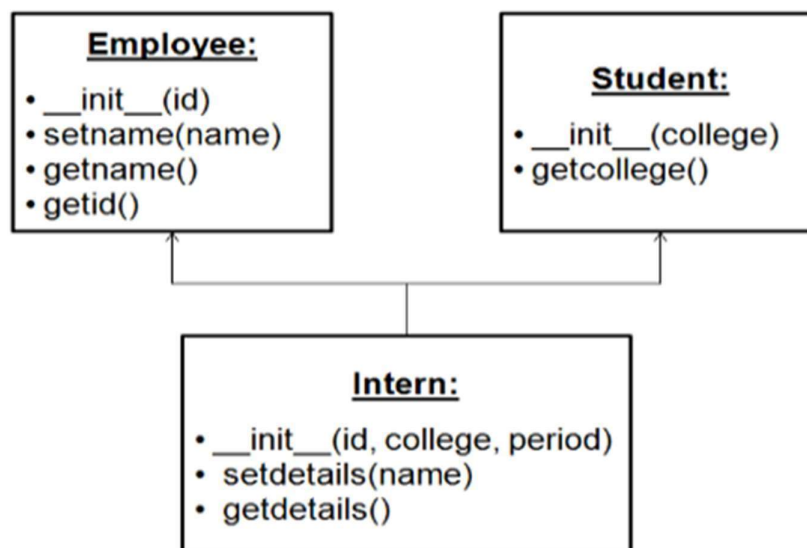 Employee:
• __init__(id)
• setname(name)
• getname()
• getid()
Student:
• __init__(college)
• getcollege()
Intern:
• __init__(id, college, period)
• setdetails(name)
• getdetails()